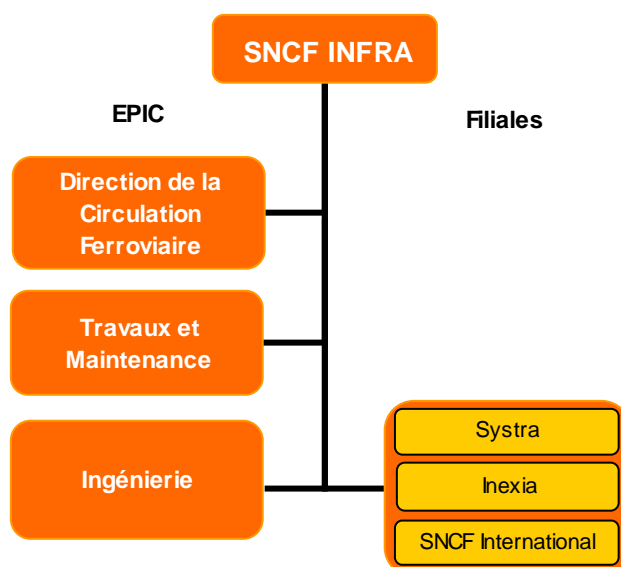 SNCF INFRA
EPIC
Filiales
Direction de la
Circulation
Ferroviaire
Travaux et
Maintenance
Ingénierie
Systra
Inexia
SNCF International